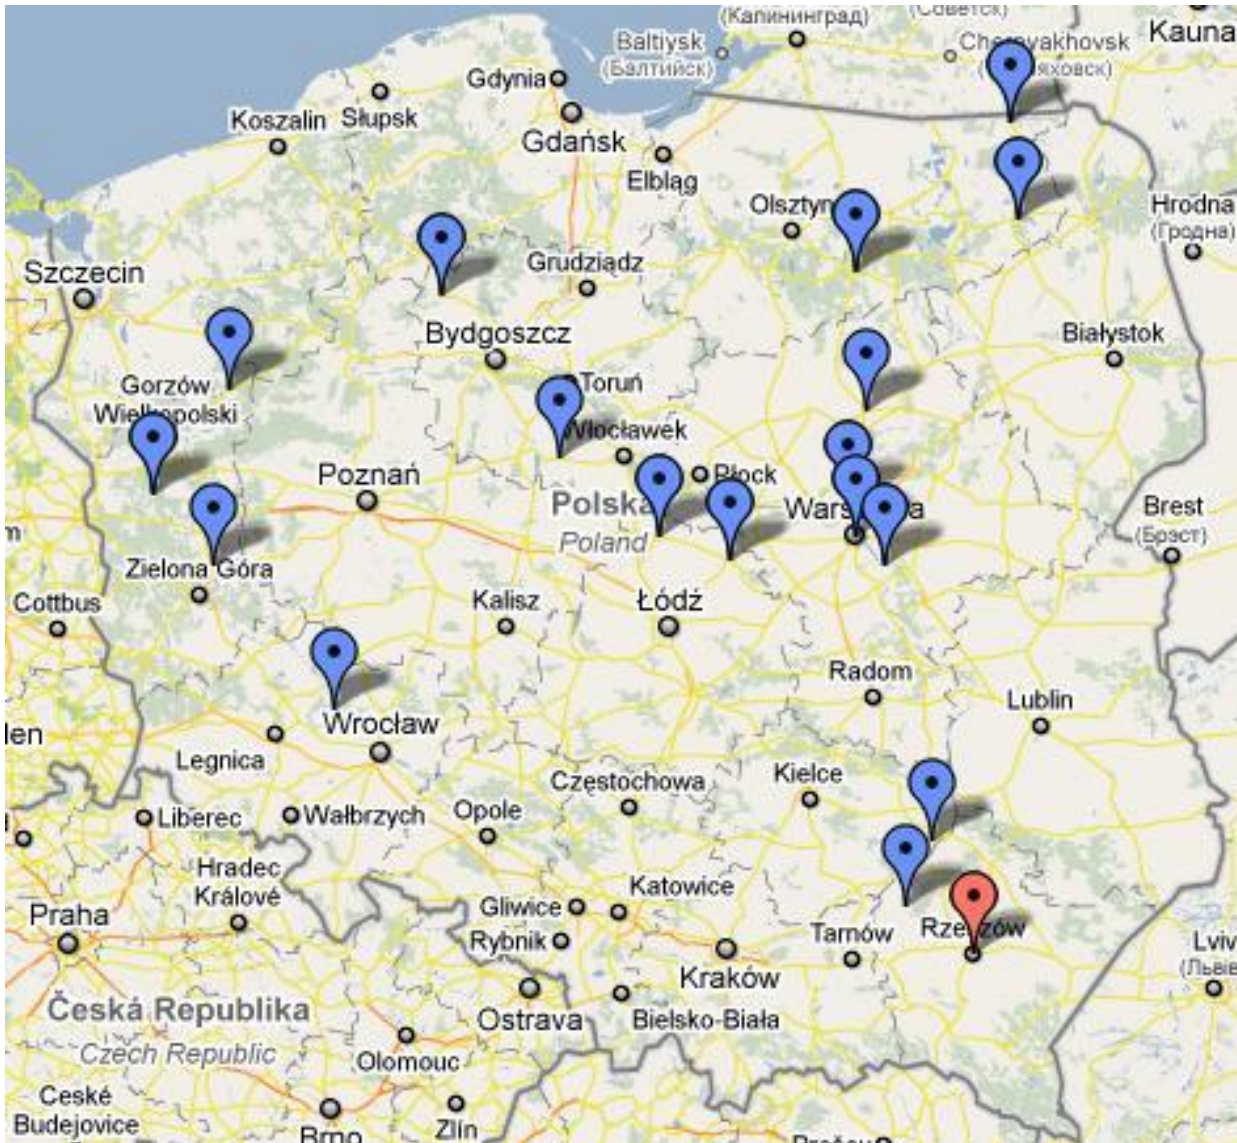 (Калининград)
(Советск)
Kauna
Baltiysk
(Балтийск)
Gdynia
Słupsk
Koszalin
Gdańsk
Elbląg
Olsztyn
Hrodna
(Гродна)
Szczecin
Grudziądz
Bydgoszcz
Białystok
Toruń
Gorzów
Wielkopolski
Włocławek
Płock
Poznań
Polska
Poland
Brest
(Брэст)
Zielona Góra
Cottbus
Kalisz
Łódź
Radom
Lublin
Wrocław
Legnica
Częstochowa
Kielce
Liberec
Wałbrzych
Opole
Hradec
Králové
Katowice
Gliwice
Praha
Rybnik
Tarnów
Lviv
Kraków
Česká Republika
Czech Republic
Ostrava
Bielsko-Biała
Olomouc
České
Budejovice
Brno
Zlín